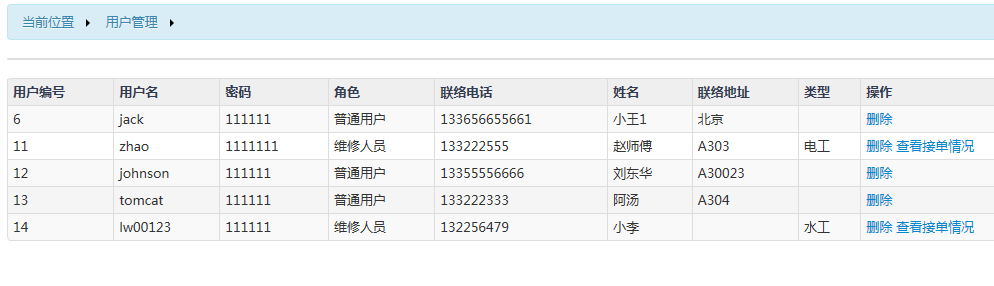 当前位置 用户管理
用户编号 用户名 密码 角色 联络电话 姓名 联络地址 类型 操作
6 jack 111111 普通用户 133656655661 小王1 北京 删除
11 zhao 1111111 维修人员 133222555 赵师傅 A303 电工 删除 查看接单情况
12 johnson 111111 普通用户 13355556666 刘东华 A30023 删除
13 tomcat 111111 普通用户 133222333 阿汤 A304 删除
14 lw00123 111111 维修人员 132256479 小李 水工 删除 查看接单情况